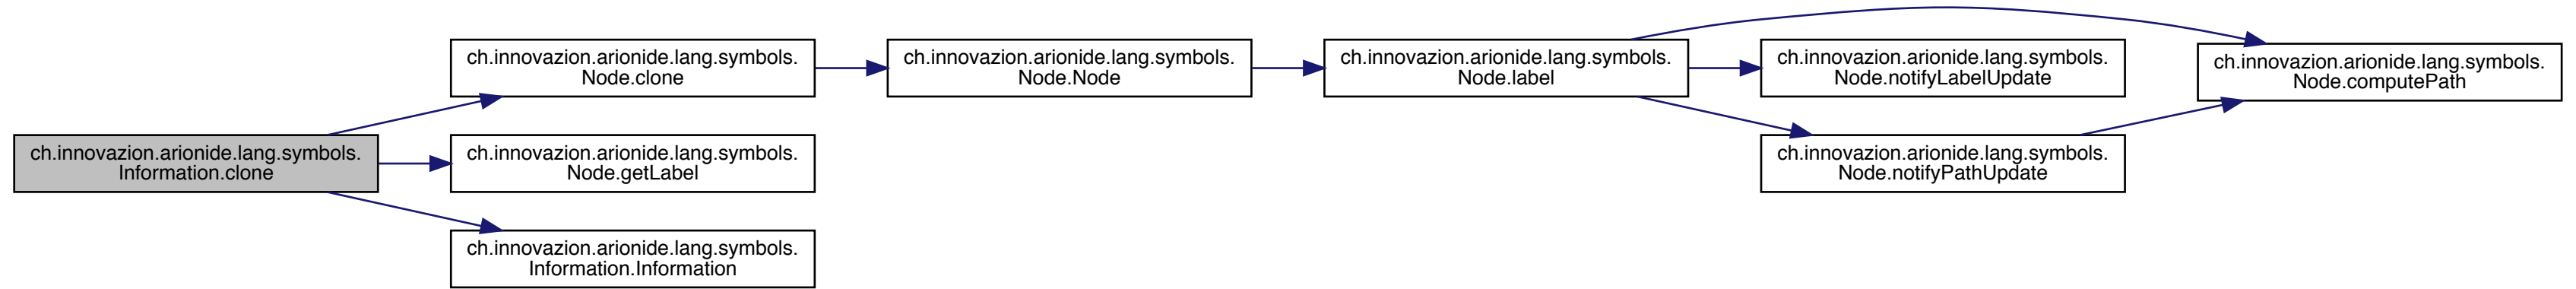 ch.innovazion.arionide.lang.symbols.
Information.clone
ch.innovazion.arionide.lang.symbols.
Node.clone
ch.innovazion.arionide.lang.symbols.
Node.getLabel
ch.innovazion.arionide.lang.symbols.
Information.Information
ch.innovazion.arionide.lang.symbols.
Node.Node
ch.innovazion.arionide.lang.symbols.
Node.label
ch.innovazion.arionide.lang.symbols.
Node.notifyLabelUpdate
ch.innovazion.arionide.lang.symbols.
Node.notifyPathUpdate
ch.innovazion.arionide.lang.symbols.
Node.computePath